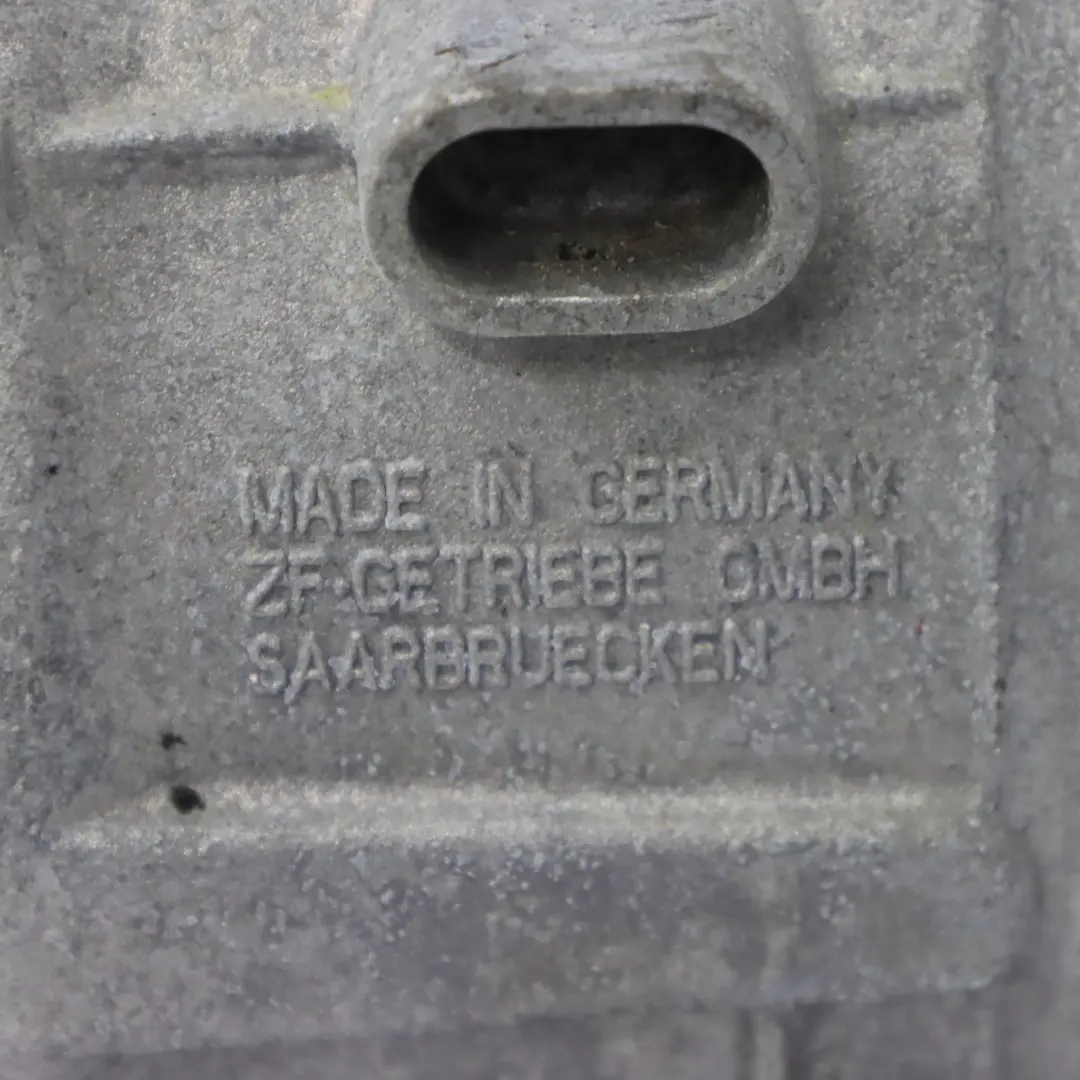 MADE IN GERMANY
ZF-GETRIEBE GMBH
SAARBRUECKEN